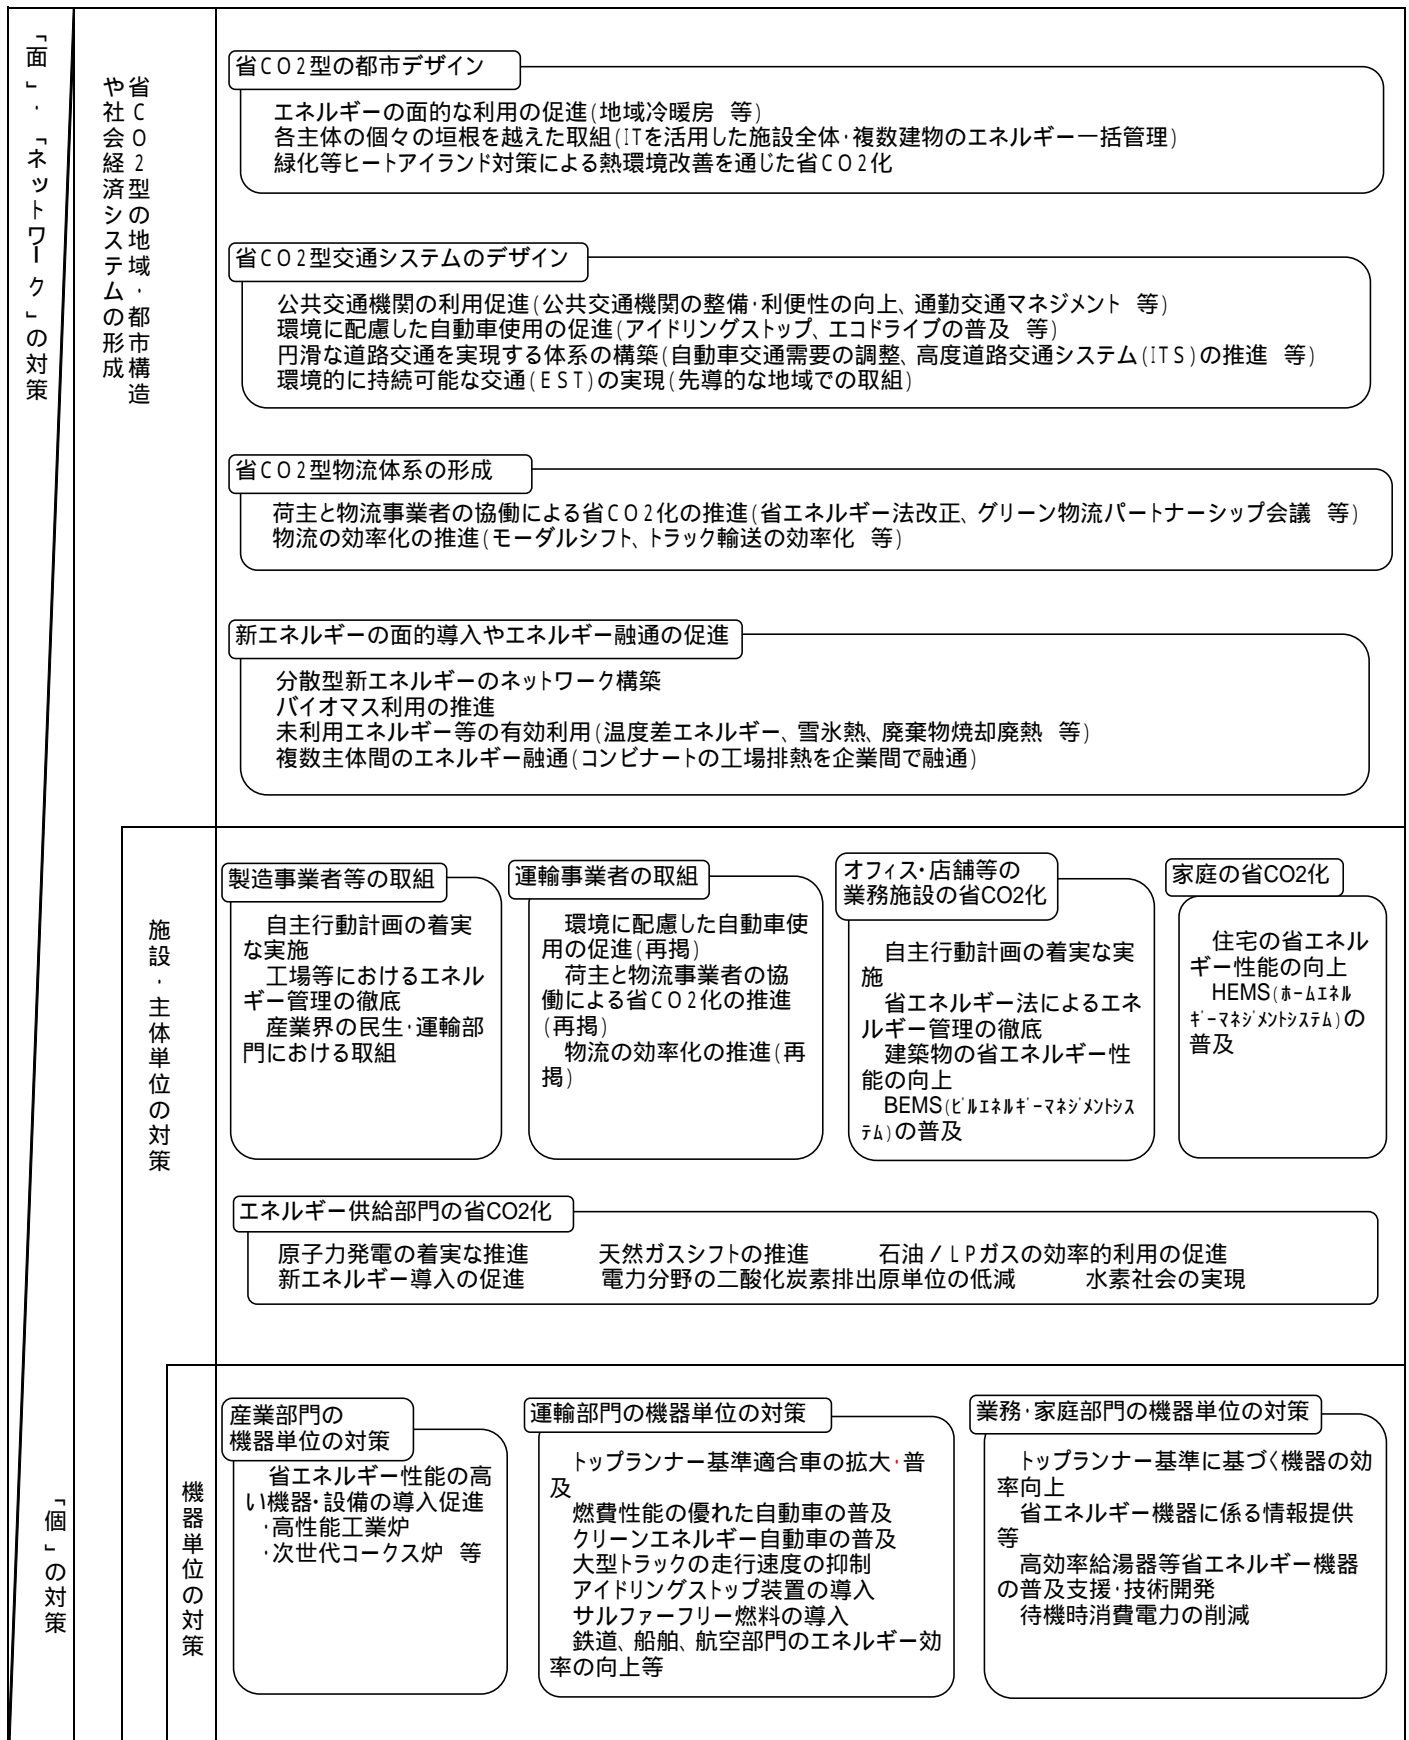 「面」・「ネットワーク」の対策
省CO2型の地域・都市構造
や社会経済システムの形成
省CO2型の都市デザイン
エネルギーの面的な利用の促進(地域冷暖房 等)
各主体の個々の垣根を越えた取組(ITを活用した施設全体・複数建物のエネルギー一括管理)
緑化等ヒートアイランド対策による熱環境改善を通じた省CO2化
省CO2型交通システムのデザイン
公共交通機関の利用促進(公共交通機関の整備・利便性の向上、通勤交通マネジメント 等)
環境に配慮した自動車使用の促進(アイドリングストップ、エコドライブの普及 等)
円滑な道路交通を実現する体系の構築(自動車交通需要の調整、高度道路交通システム(ITS)の推進 等)
環境的に持続可能な交通(EST)の実現(先導的な地域での取組)
省CO2型物流体系の形成
荷主と物流事業者の協働による省CO2化の推進(省エネルギー法改正、グリーン物流パートナーシップ会議 等)
物流の効率化の推進(モーダルシフト、トラック輸送の効率化 等)
新エネルギーの面的導入やエネルギー融通の促進
分散型新エネルギーのネットワーク構築
バイオマス利用の推進
未利用エネルギー等の有効利用(温度差エネルギー、雪氷熱、廃棄物焼却廃熱 等)
複数主体間のエネルギー融通(コンビナートの工場排熱を企業間で融通)
施設・主体単位の対策
製造事業者等の取組
自主行動計画の着実
な実施
工場等におけるエネル
ギー管理の徹底
産業界の民生・運輸部
門における取組
運輸事業者の取組
環境に配慮した自動車使
用の促進(再掲)
荷主と物流事業者の協
働による省CO2化の推進
(再掲)
物流の効率化の推進(再
掲)
オフィス・店舗等の
業務施設の省CO2化
自主行動計画の着実な実
施
省エネルギー法によるエネ
ルギー管理の徹底
建築物の省エネルギー性
能の向上
BEMS(ビルエネルギーマネジメントシス
テム)の普及
家庭の省CO2化
住宅の省エネル
ギー性能の向上
HEMS(ホームエネル
ギーマネジメントシステム)の
普及
エネルギー供給部門の省CO2化
原子力発電の着実な推進 天然ガスシフトの推進 石油/LPガスの効率的利用の促進
新エネルギー導入の促進 電力分野の二酸化炭素排出原単位の低減 水素社会の実現
「個」の対策
機器単位の対策
産業部門の
機器単位の対策
省エネルギー性能の高
い機器・設備の導入促進
・高性能工業炉
・次世代コークス炉 等
運輸部門の機器単位の対策
トップランナー基準適合車の拡大・普
及
燃費性能の優れた自動車の普及
クリーンエネルギー自動車の普及
大型トラックの走行速度の抑制
アイドリングストップ装置の導入
サルファーフリー燃料の導入
鉄道、船舶、航空部門のエネルギー効
率の向上等
業務・家庭部門の機器単位の対策
トップランナー基準に基づく機器の効
率向上
省エネルギー機器に係る情報提供
等
高効率給湯器等省エネルギー機器
の普及支援・技術開発
待機時消費電力の削減